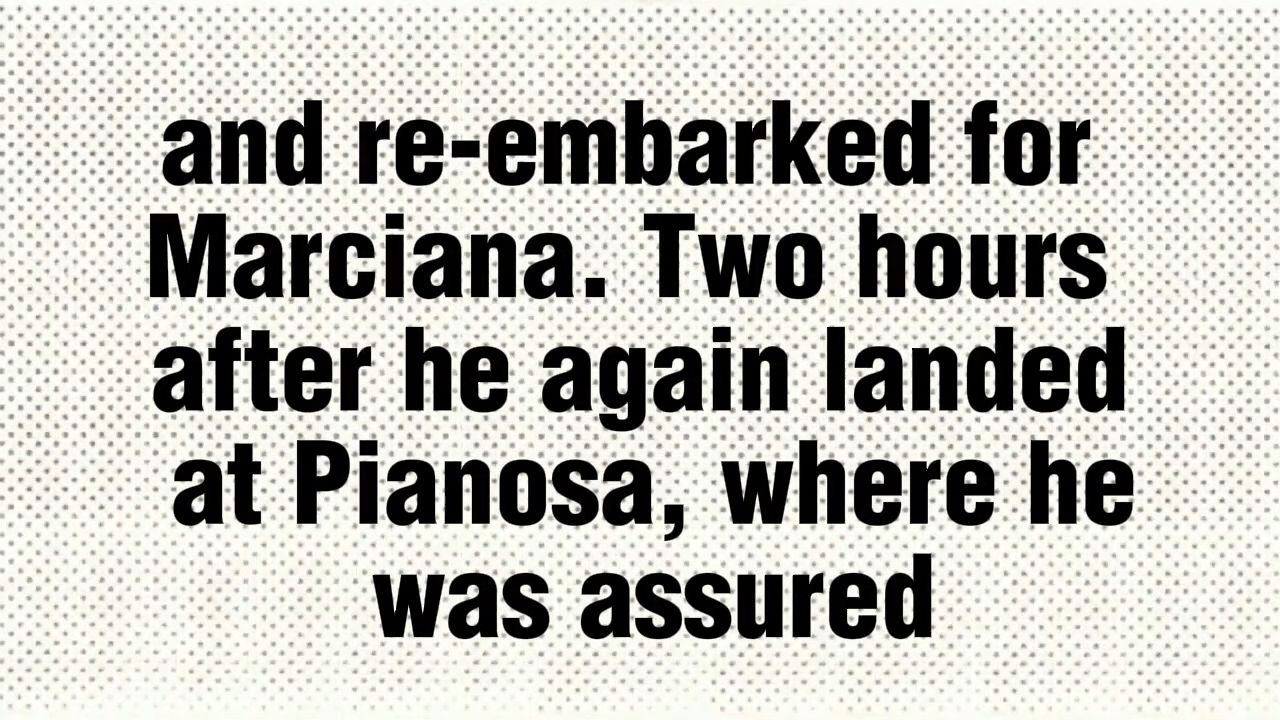 and re-embarked for
Marciana. Two hours
after he again landed
at Pianosa, where he
was assured